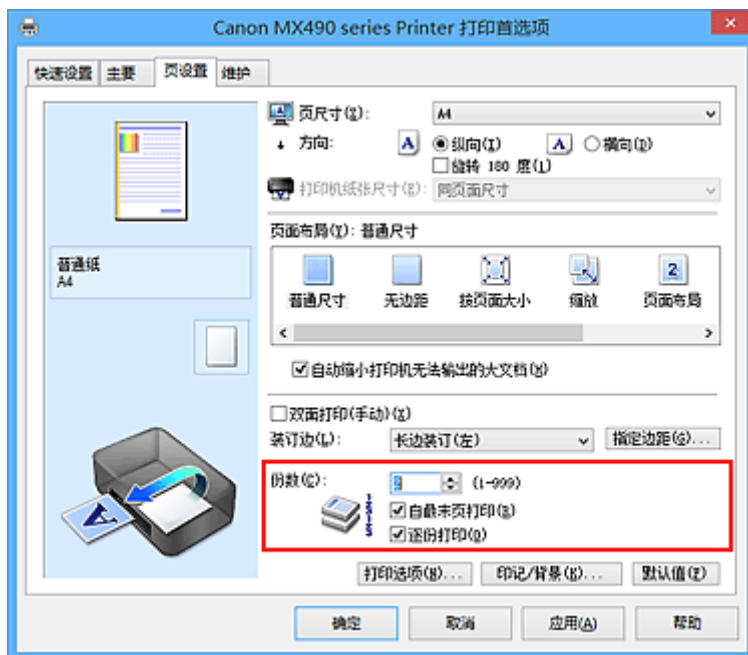 Canon MX490 series Printer 打印首选项
快速设置 主要 页设置 维护
页尺寸(Z): A4
方向: A 纵向(I) A 横向(D)
旋转 180 度(L)
打印机纸张尺寸(E): 同页面尺寸
页面布局(Y): 普通尺寸
普通纸
A4
普通尺寸 无边距 按页面大小 缩放 页面布局
自动缩小打印机无法输出的大文档(W)
双面打印(手动)(X)
装订边(L): 长边装订(左) 指定边距(G)...
份数(C): (1-999)
自最末页打印(R)
逐份打印(O)
打印选项(N)... 印记/背景(K)... 默认值(F)
确定 取消 应用(A) 帮助